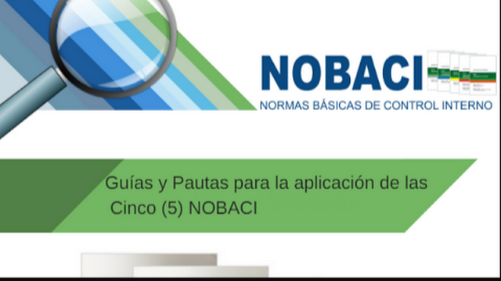 NOBACI
NORMAS BÁSICAS DE CONTROL INTERNO
Guías y Pautas para la aplicación de las
Cinco (5) NOBACI